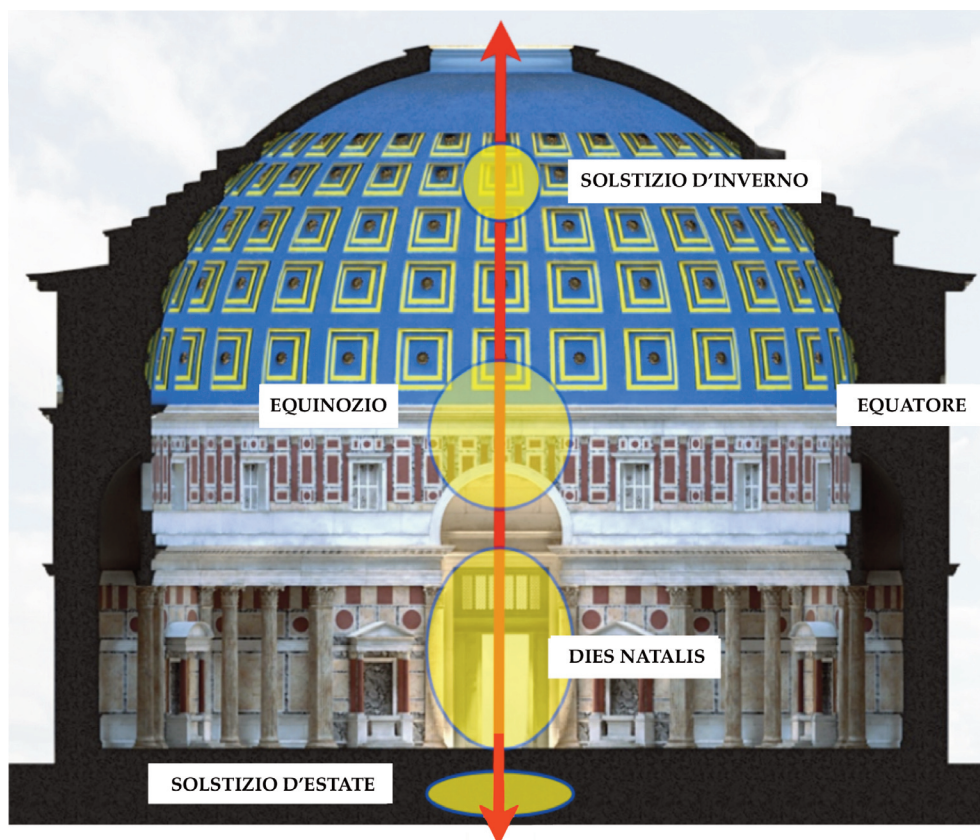 SOLSTIZIO D’INVERNO
EQUINOZIO
EQUATORE
DIES NATALIS
SOLSTIZIO D’ESTATE